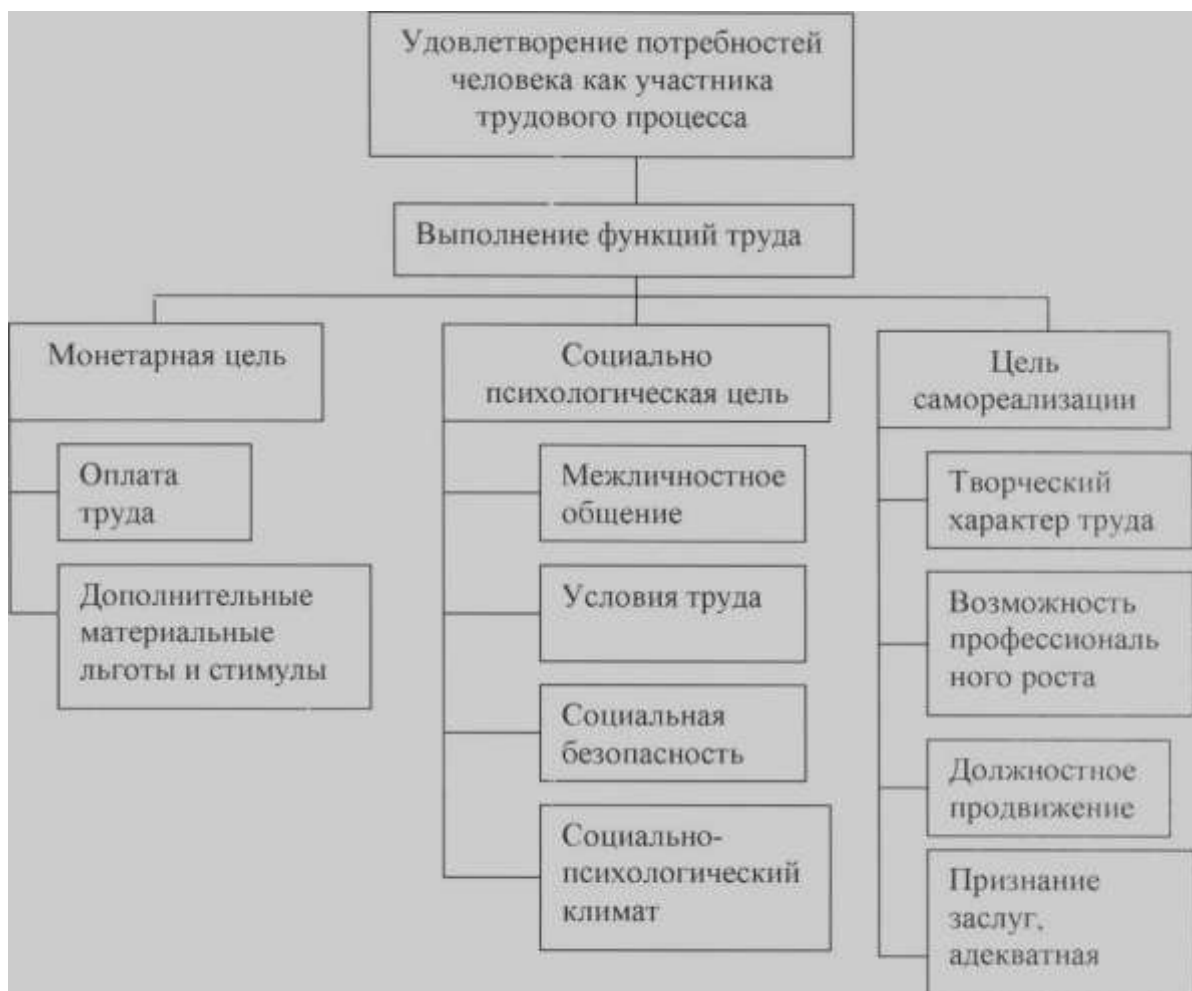 Удовлетворение потребностей
человека как участника
трудового процесса
Выполнение функций труда
Монетарная цель
Оплата
труда
Дополнительные
материальные
льготы и стимулы
Социально
психологическая цель
Межличностное
общение
Условия труда
Социальная
безопасность
Социально-
психологический
климат
Цель
самореализации
Творческий
характер труда
Возможность
профессиональ
ного роста
Должностное
продвижение
Признание
заслуг,
адекватная